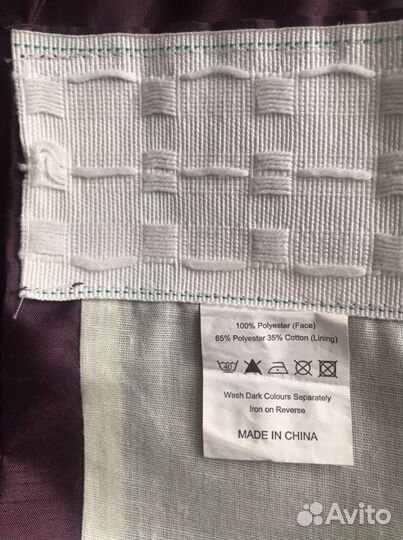 100% Polyester (Face)
65% Polyester 35% Cotton (Lining)
40
Wash Dark Colours Separately
Iron on Reverse
MADE IN CHINA
Avito